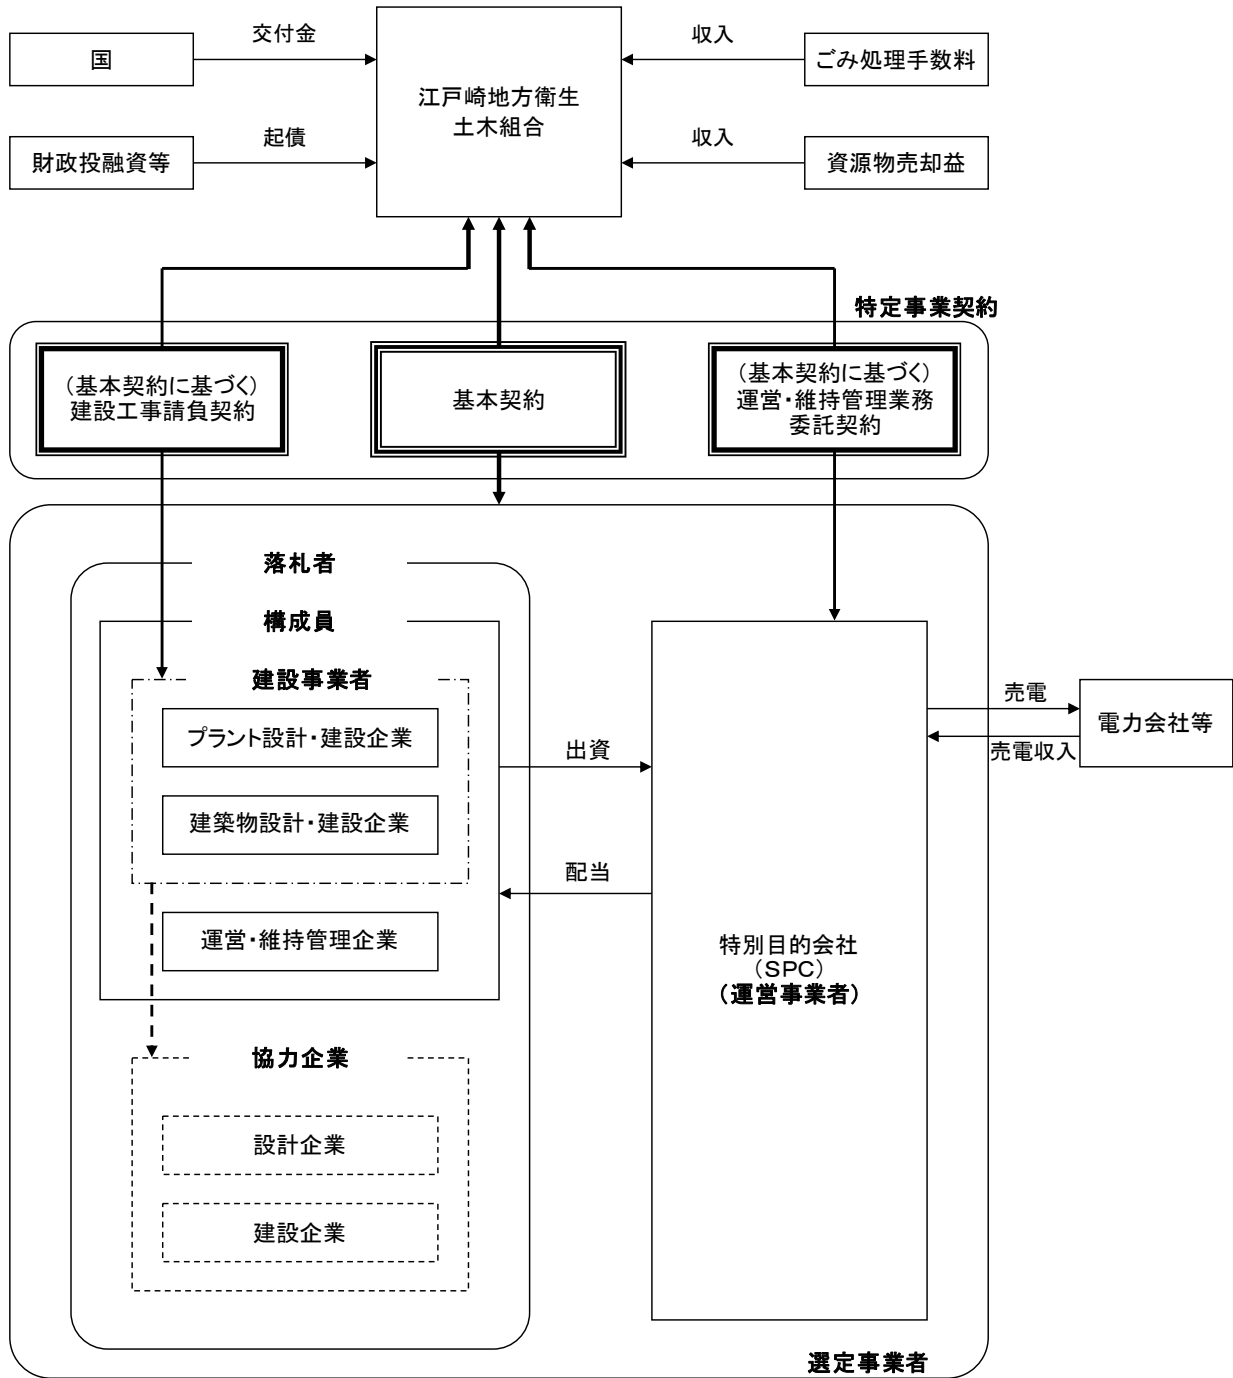 交付金
収入
国
ごみ処理手数料
江戸崎地方衛生
土木組合
起債
収入
財政投融資等
資源物売却益
特定事業契約
（基本契約に基づく）
建設工事請負契約
基本契約
（基本契約に基づく）
運営・維持管理業務
委託契約
落札者
構成員
建設事業者
プラント設計・建設企業
建築物設計・建設企業
運営・維持管理企業
出資
配当
売電
売電収入
電力会社等
特別目的会社
（SPC）
（運営事業者）
協力企業
設計企業
建設企業
選定事業者